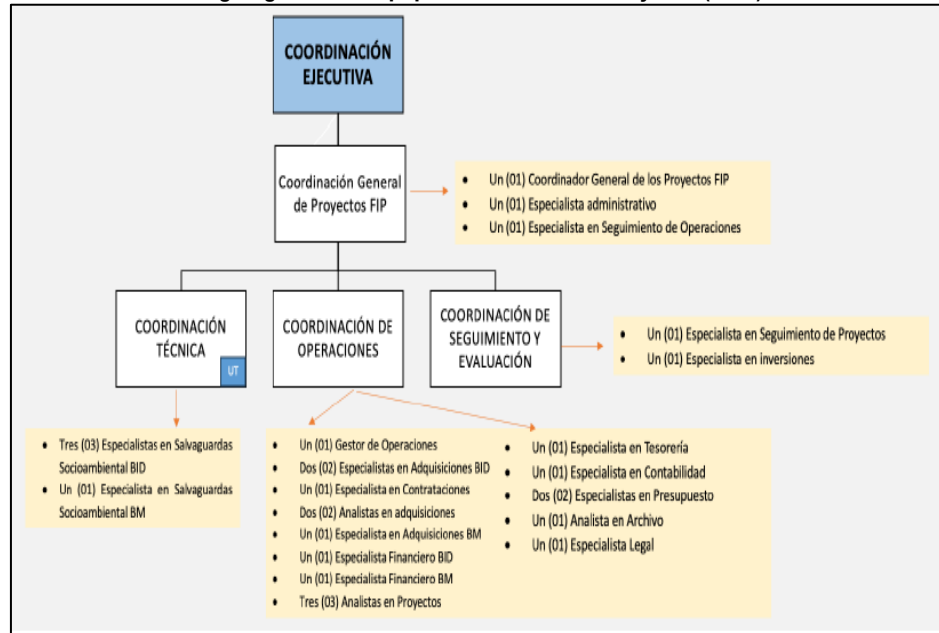 COORDINACIÓN
EJECUTIVA
Coordinación General
de Proyectos FIP
• Un (01) Coordinador General de los Proyectos FIP
• Un (01) Especialista administrativo
• Un (01) Especialista en Seguimiento de Operaciones
COORDINACIÓN
TÉCNICA
UT
COORDINACIÓN DE
OPERACIONES
COORDINACIÓN DE
SEGUIMIENTO Y
EVALUACIÓN
• Un (01) Especialista en Seguimiento de Proyectos
• Un (01) Especialista en inversiones
• Tres (03) Especialistas en Salvaguardas
Socioambiental BID
• Un (01) Especialista en Salvaguardas
Socioambiental BM
• Un (01) Gestor de Operaciones
• Dos (02) Especialistas en Adquisiciones BID
• Un (01) Especialista en Contrataciones
• Dos (02) Analistas en adquisiciones
• Un (01) Especialista en Adquisiciones BM
• Un (01) Especialista Financiero BID
• Un (01) Especialista Financiero BM
• Tres (03) Analistas en Proyectos
• Un (01) Especialista en Tesorería
• Un (01) Especialista en Contabilidad
• Dos (02) Especialistas en Presupuesto
• Un (01) Analista en Archivo
• Un (01) Especialista Legal